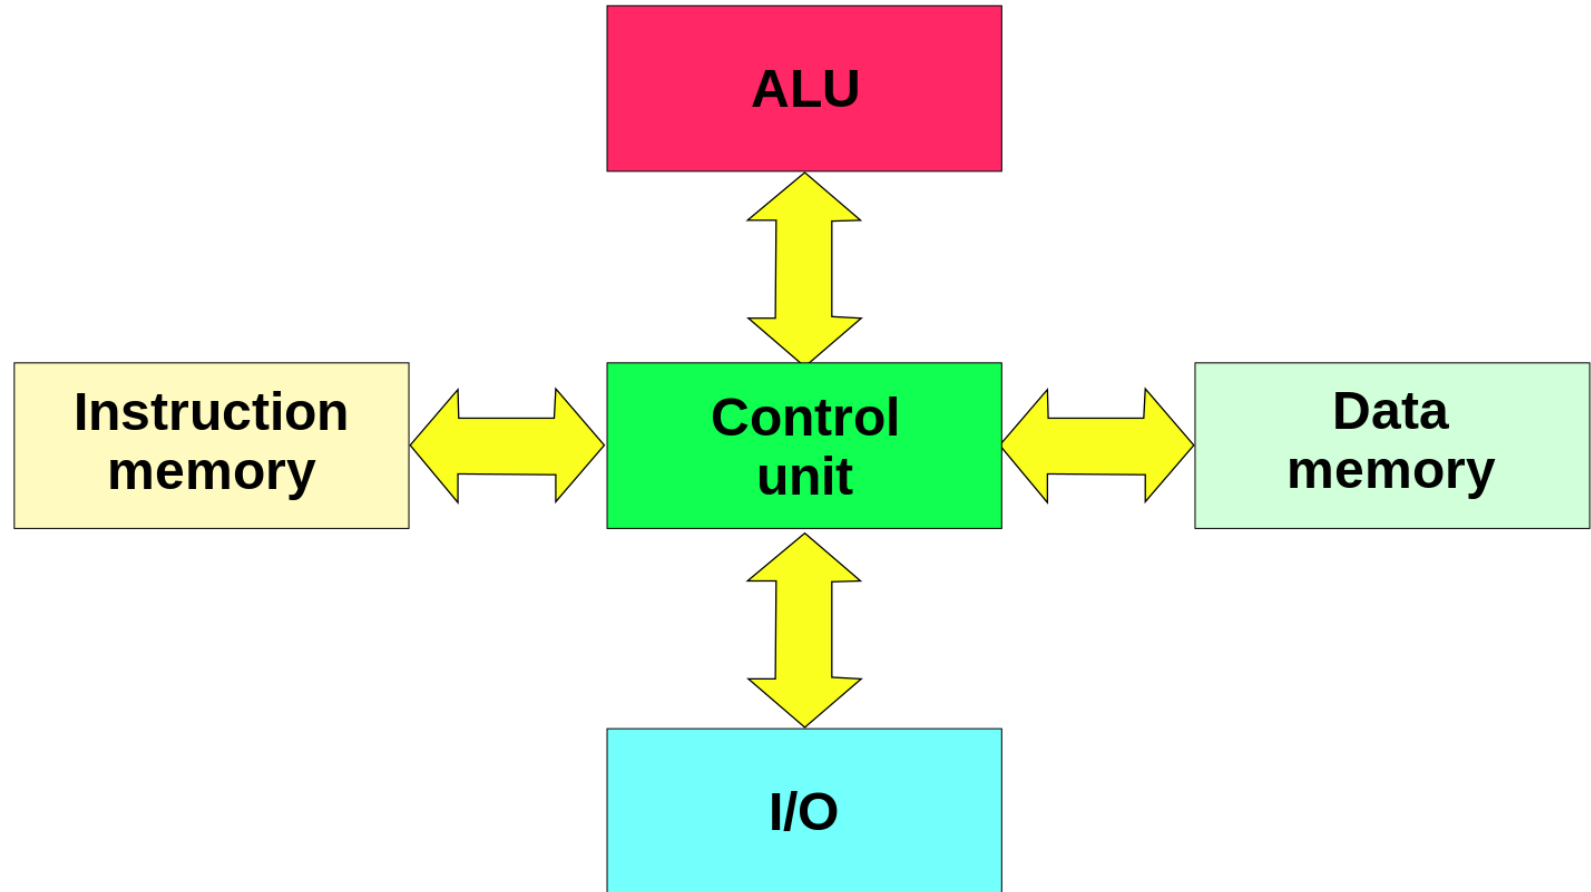 ALU
Instruction
memory
Control
unit
Data
memory
I/O